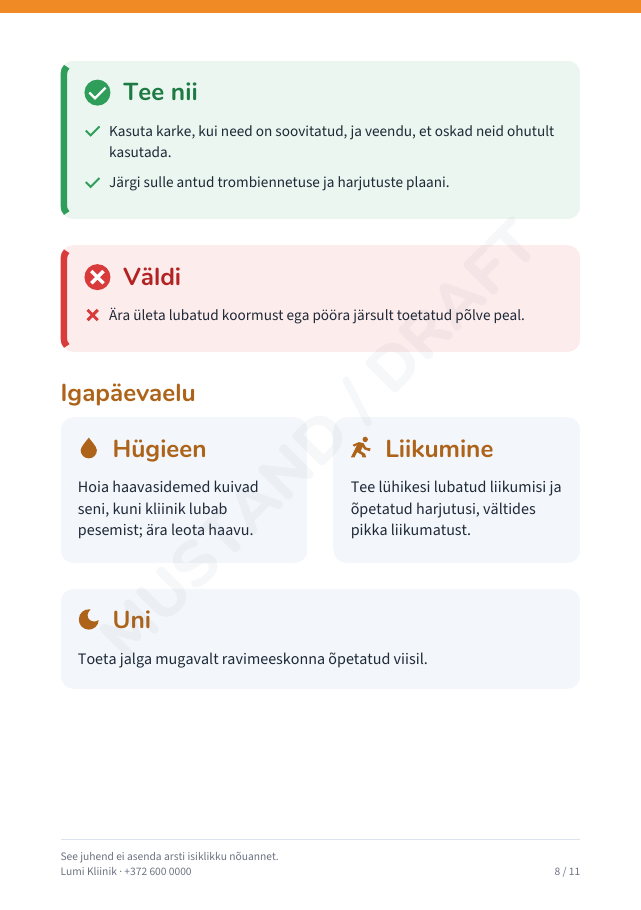 Tee nii
Kasuta karke, kui need on soovitatud, ja veendu, et oskad neid ohutult
kasutada.
Järgi sulle antud trombiennetuse ja harjutuste plaani.
Väldi
Ära ületa lubatud koormust ega pööra järsult toetatud põlve peal.
Igapäevaelu
Hügieen
Hoia haavasidemed kuivad
seni, kuni kliinik lubab
pesemist; ära leota haavu.
Liikumine
Tee lühikesi lubatud liikumisi ja
õpetatud harjutusi, vältides
pikka liikumatust.
Uni
Toeta jalga mugavalt ravimeeskonna õpetatud viisil.
MUSTAND / DRAFT
See juhend ei asenda arsti isiklikku nõuannet.
Lumi Kliinik · +372 600 0000
8 / 11